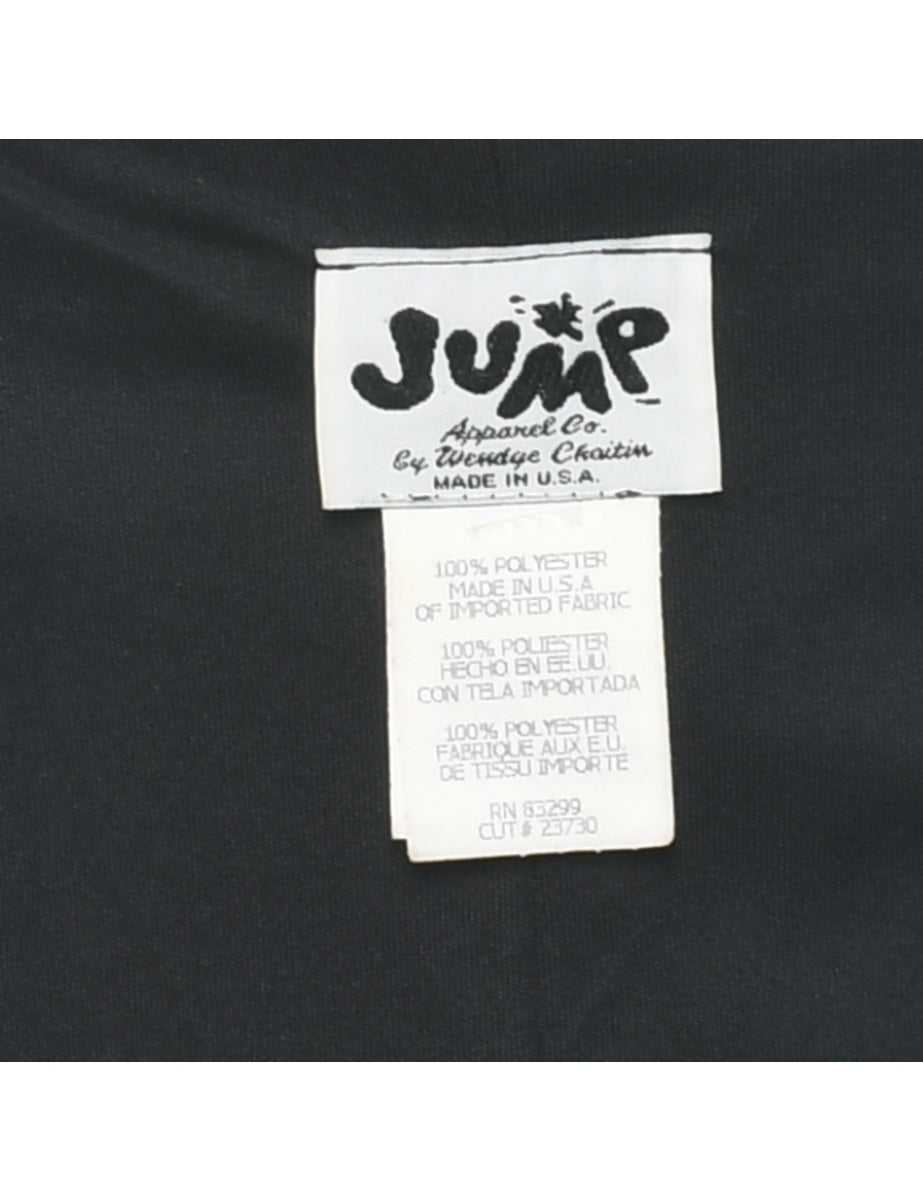 JUMP
Apparel Co.
by Wendye Chaitin
MADE IN U.S.A.
100% POLYESTER
MADE IN U.S.A
OF IMPORTED FABRIC
100% POLIESTER
HECHO EN EE.UU.
CON TELA IMPORTADA
100% POLYESTER
FABRIQUE AUX E.U.
DE TISSU IMPORTE
RN 83299
CUT # 23730